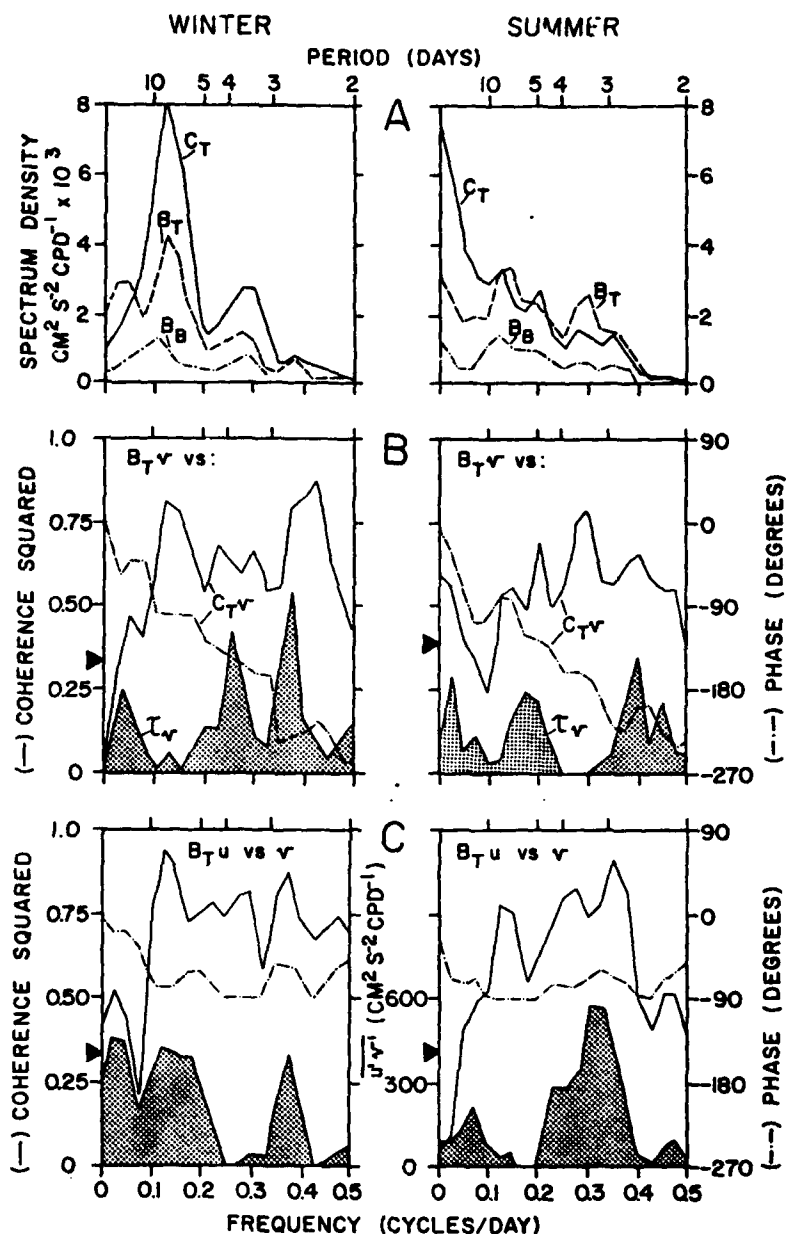 WINTER SUMMER
PERIOD (DAYS)
10 5 4 3 10 5 4 3 2
A
8 8
6 6
4 4
2 2
0 0
SPECTRUM DENSITY
CM² S⁻² CPD⁻¹ x 10³
C_T
B_T
B_B
C_T
B_T
B_B
B
1.0 90
0.75 0
0.50 -90
0.25 -180
0 -270
(—) COHERENCE SQUARED
(-·-) PHASE (DEGREES)
B_T v vs:
C_T v
τ_v
B_T v vs:
C_T v
τ_v
C
1.0 90
0.75 0
0.50 600 -90
0.25 300 -180
0 0 -270
(—) COHERENCE SQUARED
u'v' (CM² S⁻² CPD⁻¹)
(-·-) PHASE (DEGREES)
B_T u vs v
B_T u vs v
0 0.1 0.2 0.3 0.4 0.5 0 0.1 0.2 0.3 0.4 0.5
FREQUENCY (CYCLES/DAY)